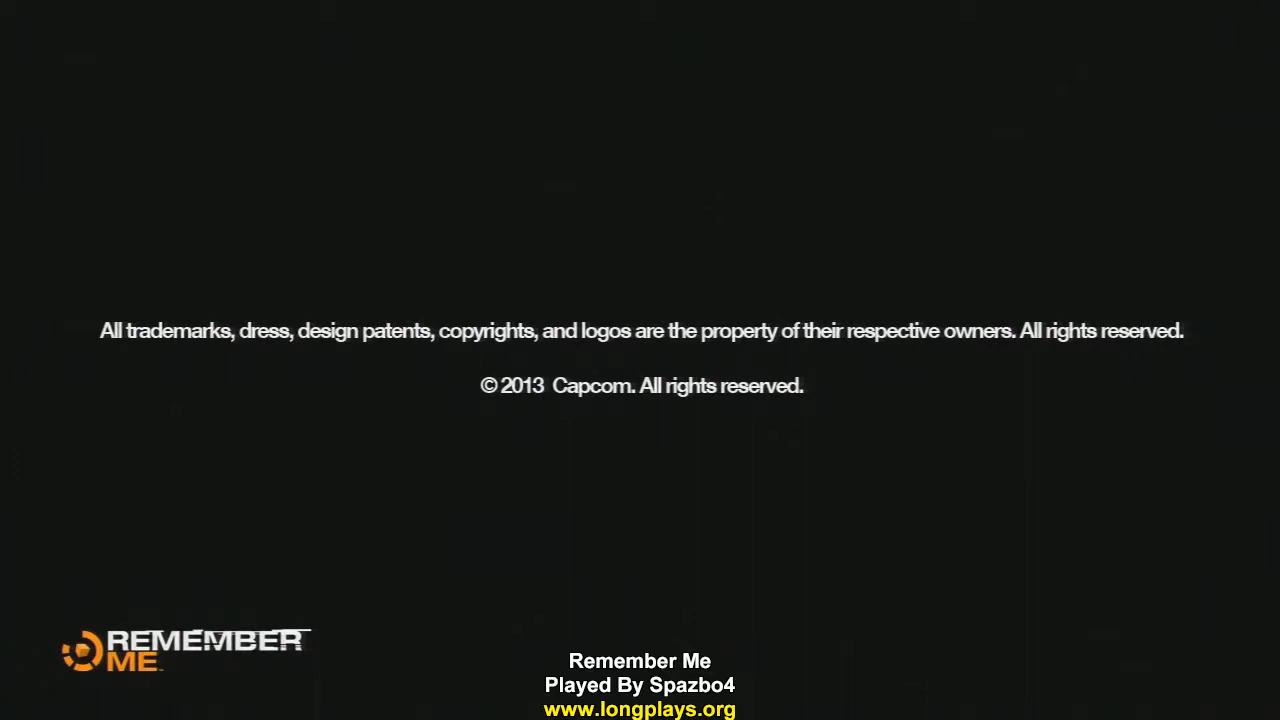 All trademarks, dress, design patents, copyrights, and logos are the property of their respective owners. All rights reserved.
© 2013 Capcom. All rights reserved.
REMEMBER
ME™
Remember Me
Played By Spazbo4
www.longplays.org